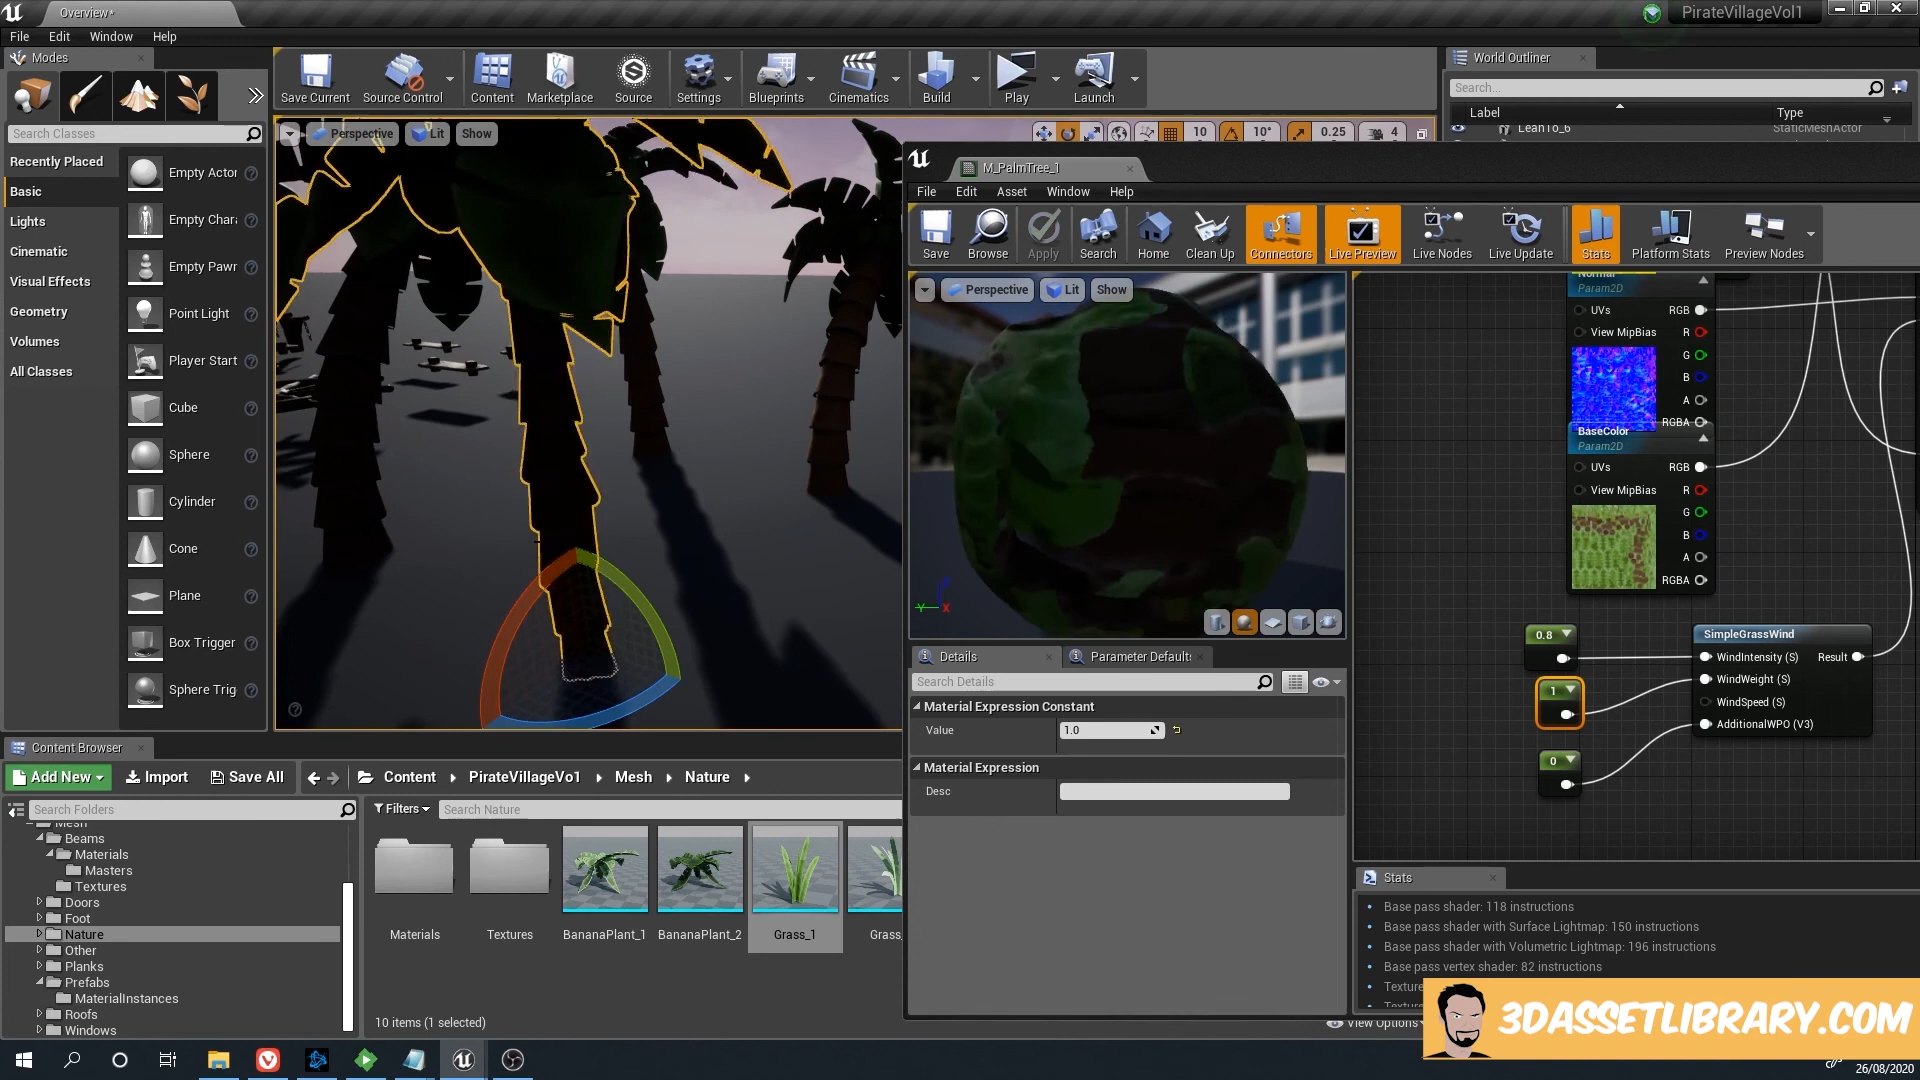 Overview*
PirateVillageVol1
File Edit Window Help
Modes
Search Classes
Recently Placed
Basic
Lights
Cinematic
Visual Effects
Geometry
Volumes
All Classes
Empty Actor
Empty Chara
Empty Pawn
Point Light
Player Start
Cube
Sphere
Cylinder
Cone
Plane
Box Trigger
Sphere Trig
Save Current
Source Control
Content
Marketplace
Source
Settings
Blueprints
Cinematics
Build
Play
Launch
Perspective
Lit
Show
10
10°
0.25
4
World Outliner
Search...
Label
Type
LeanTo_6
StaticMeshActor
M_PalmTree_1
File Edit Asset Window Help
Save
Browse
Apply
Search
Home
Clean Up
Connectors
Live Preview
Live Nodes
Live Update
Stats
Platform Stats
Preview Nodes
Perspective
Lit
Show
Y
X
Details
Parameter Default
Search Details
Material Expression Constant
Value
1.0
Material Expression
Desc
Normal
Param2D
UVs RGB
View MipBias R
G
B
A
RGBA
BaseColor
Param2D
UVs RGB
View MipBias R
G
B
A
RGBA
0.8
1
0
SimpleGrassWind
WindIntensity (S) Result
WindWeight (S)
WindSpeed (S)
AdditionalWPO (V3)
Stats
Base pass shader: 118 instructions
Base pass shader with Surface Lightmap: 150 instructions
Base pass shader with Volumetric Lightmap: 196 instructions
Base pass vertex shader: 82 instructions
Content Browser
Add New
Import
Save All
Content
PirateVillageVo1
Mesh
Nature
Search Folders
Filters
Search Nature
Mesh
Beams
Materials
Masters
Textures
Doors
Foot
Nature
Other
Planks
Prefabs
MaterialInstances
Roofs
Windows
Materials
Textures
BananaPlant_1
BananaPlant_2
Grass_1
Grass_
10 items (1 selected)
View Options
3DASSETLIBRARY.COM
26/08/2020